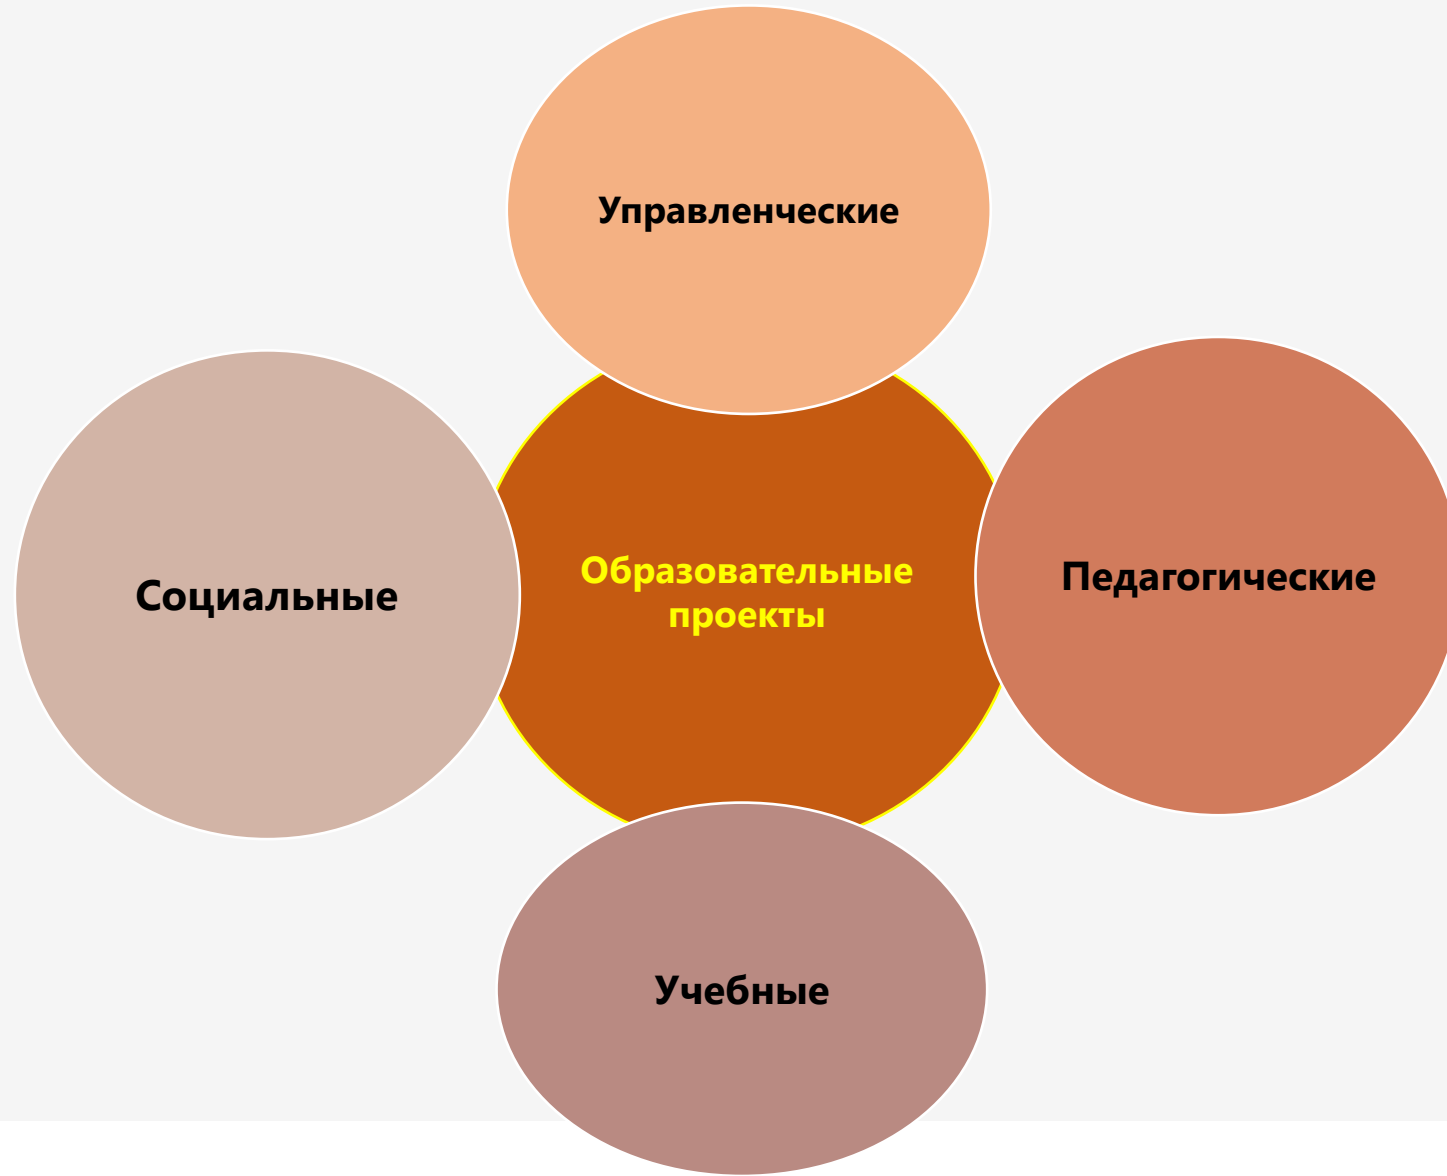 Управленческие
Социальные
Образовательные
проекты
Педагогические
Учебные